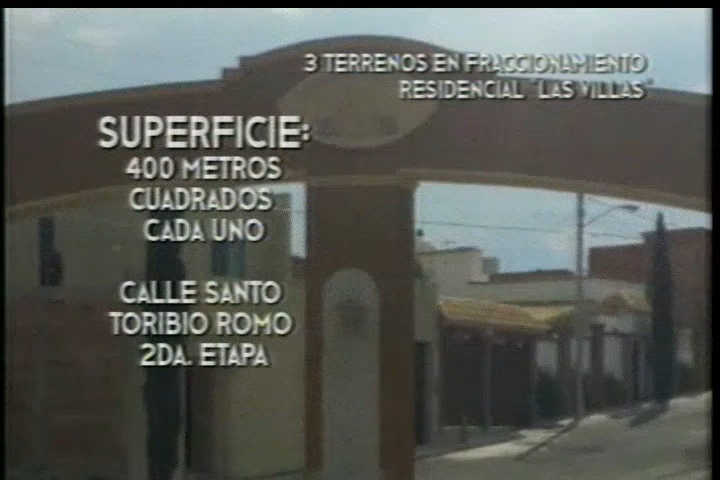 3 TERRENOS EN FRACCIONAMIENTO
RESIDENCIAL "LAS VILLAS"
SUPERFICIE:
400 METROS
CUADRADOS
CADA UNO
CALLE SANTO
TORIBIO ROMO
2DA. ETAPA